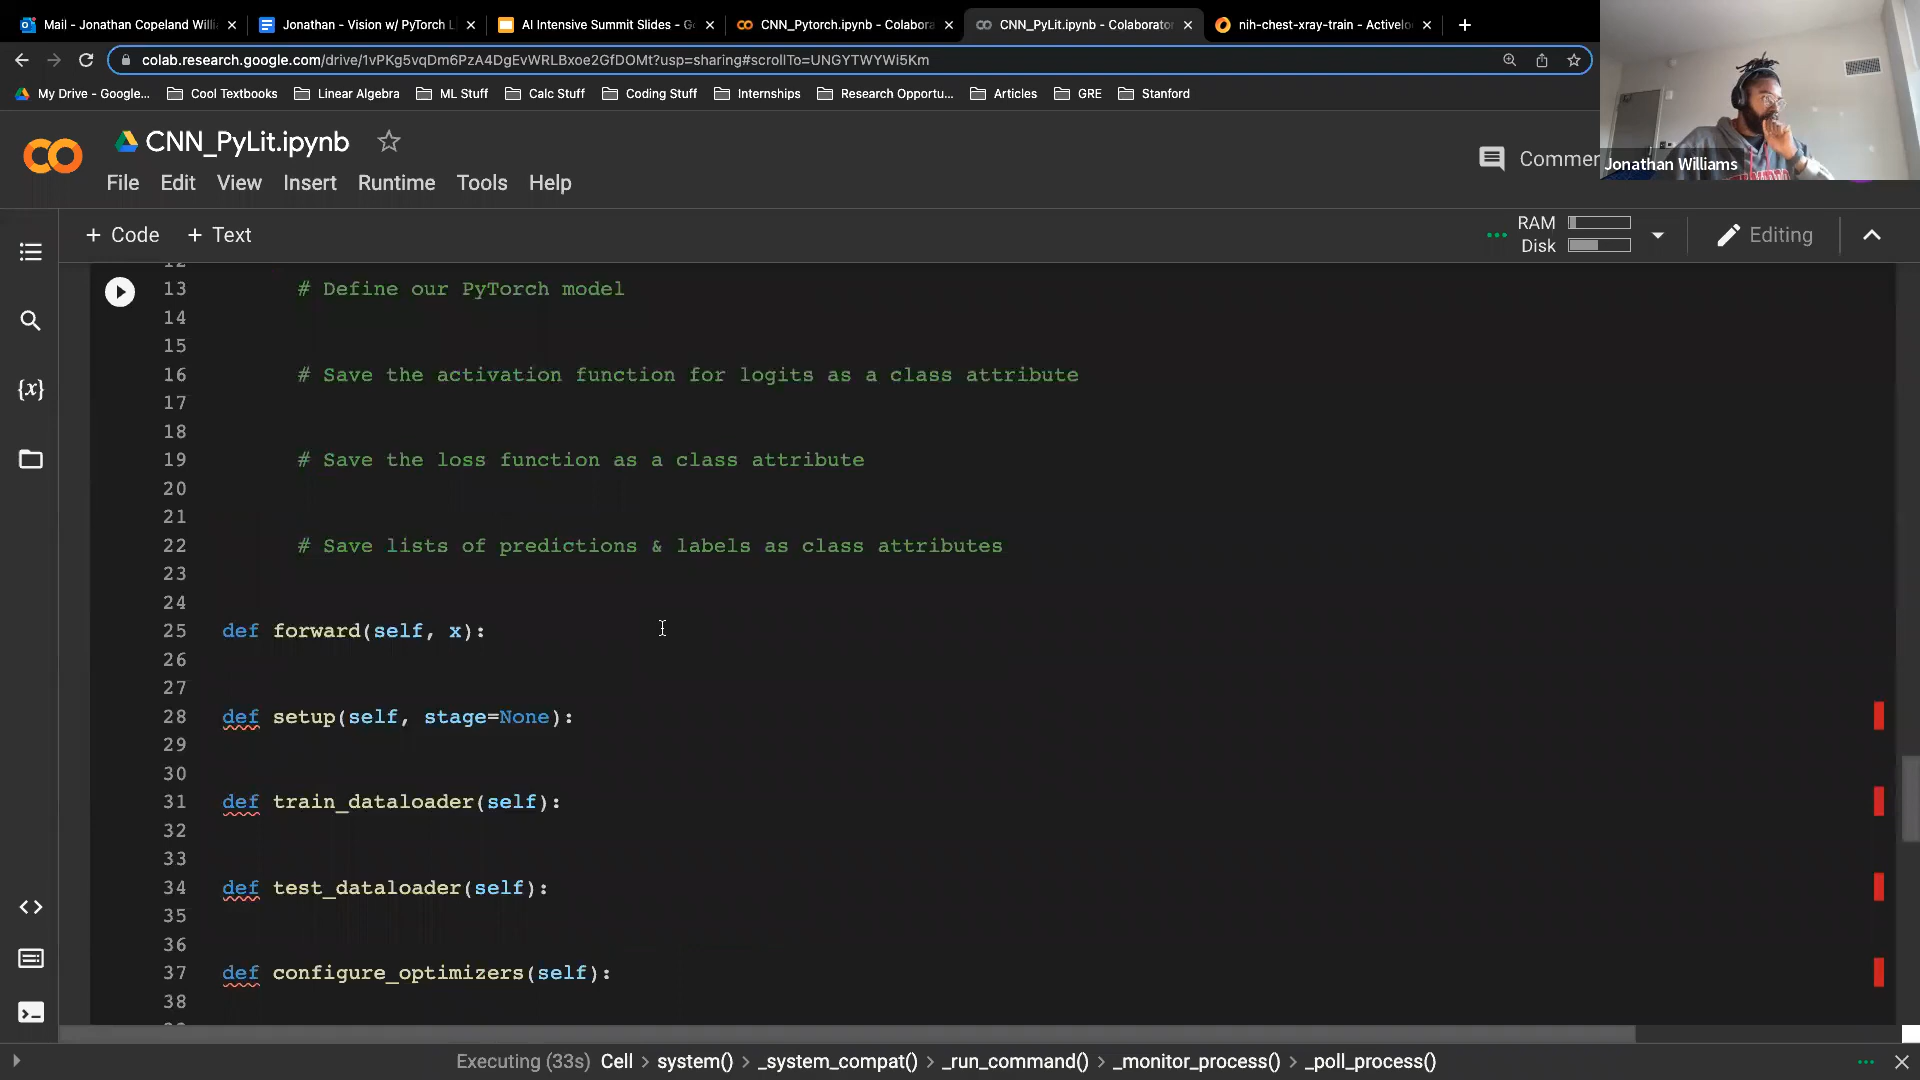 Mail - Jonathan Copeland Willi
Jonathan - Vision w/ PyTorch L
AI Intensive Summit Slides - Go
CNN_Pytorch.ipynb - Colabora
CNN_PyLit.ipynb - Colaborator
nih-chest-xray-train - Activelo
colab.research.google.com/drive/1vPKg5vqDm6PzA4DgEvWRLBxoe2GfDOMt?usp=sharing#scrollTo=UNGYTWYWi5Km
My Drive - Google...
Cool Textbooks
Linear Algebra
ML Stuff
Calc Stuff
Coding Stuff
Internships
Research Opportu...
Articles
GRE
Stanford
CNN_PyLit.ipynb
Commen
Jonathan Williams
File Edit View Insert Runtime Tools Help
+ Code + Text
RAM
Disk
Editing
12
13 # Define our PyTorch model
14
15
16 # Save the activation function for logits as a class attribute
17
18
19 # Save the loss function as a class attribute
20
21
22 # Save lists of predictions & labels as class attributes
23
24
25 def forward(self, x):
26
27
28 def setup(self, stage=None):
29
30
31 def train_dataloader(self):
32
33
34 def test_dataloader(self):
35
36
37 def configure_optimizers(self):
38
Executing (33s) Cell > system() > _system_compat() > _run_command() > _monitor_process() > _poll_process()